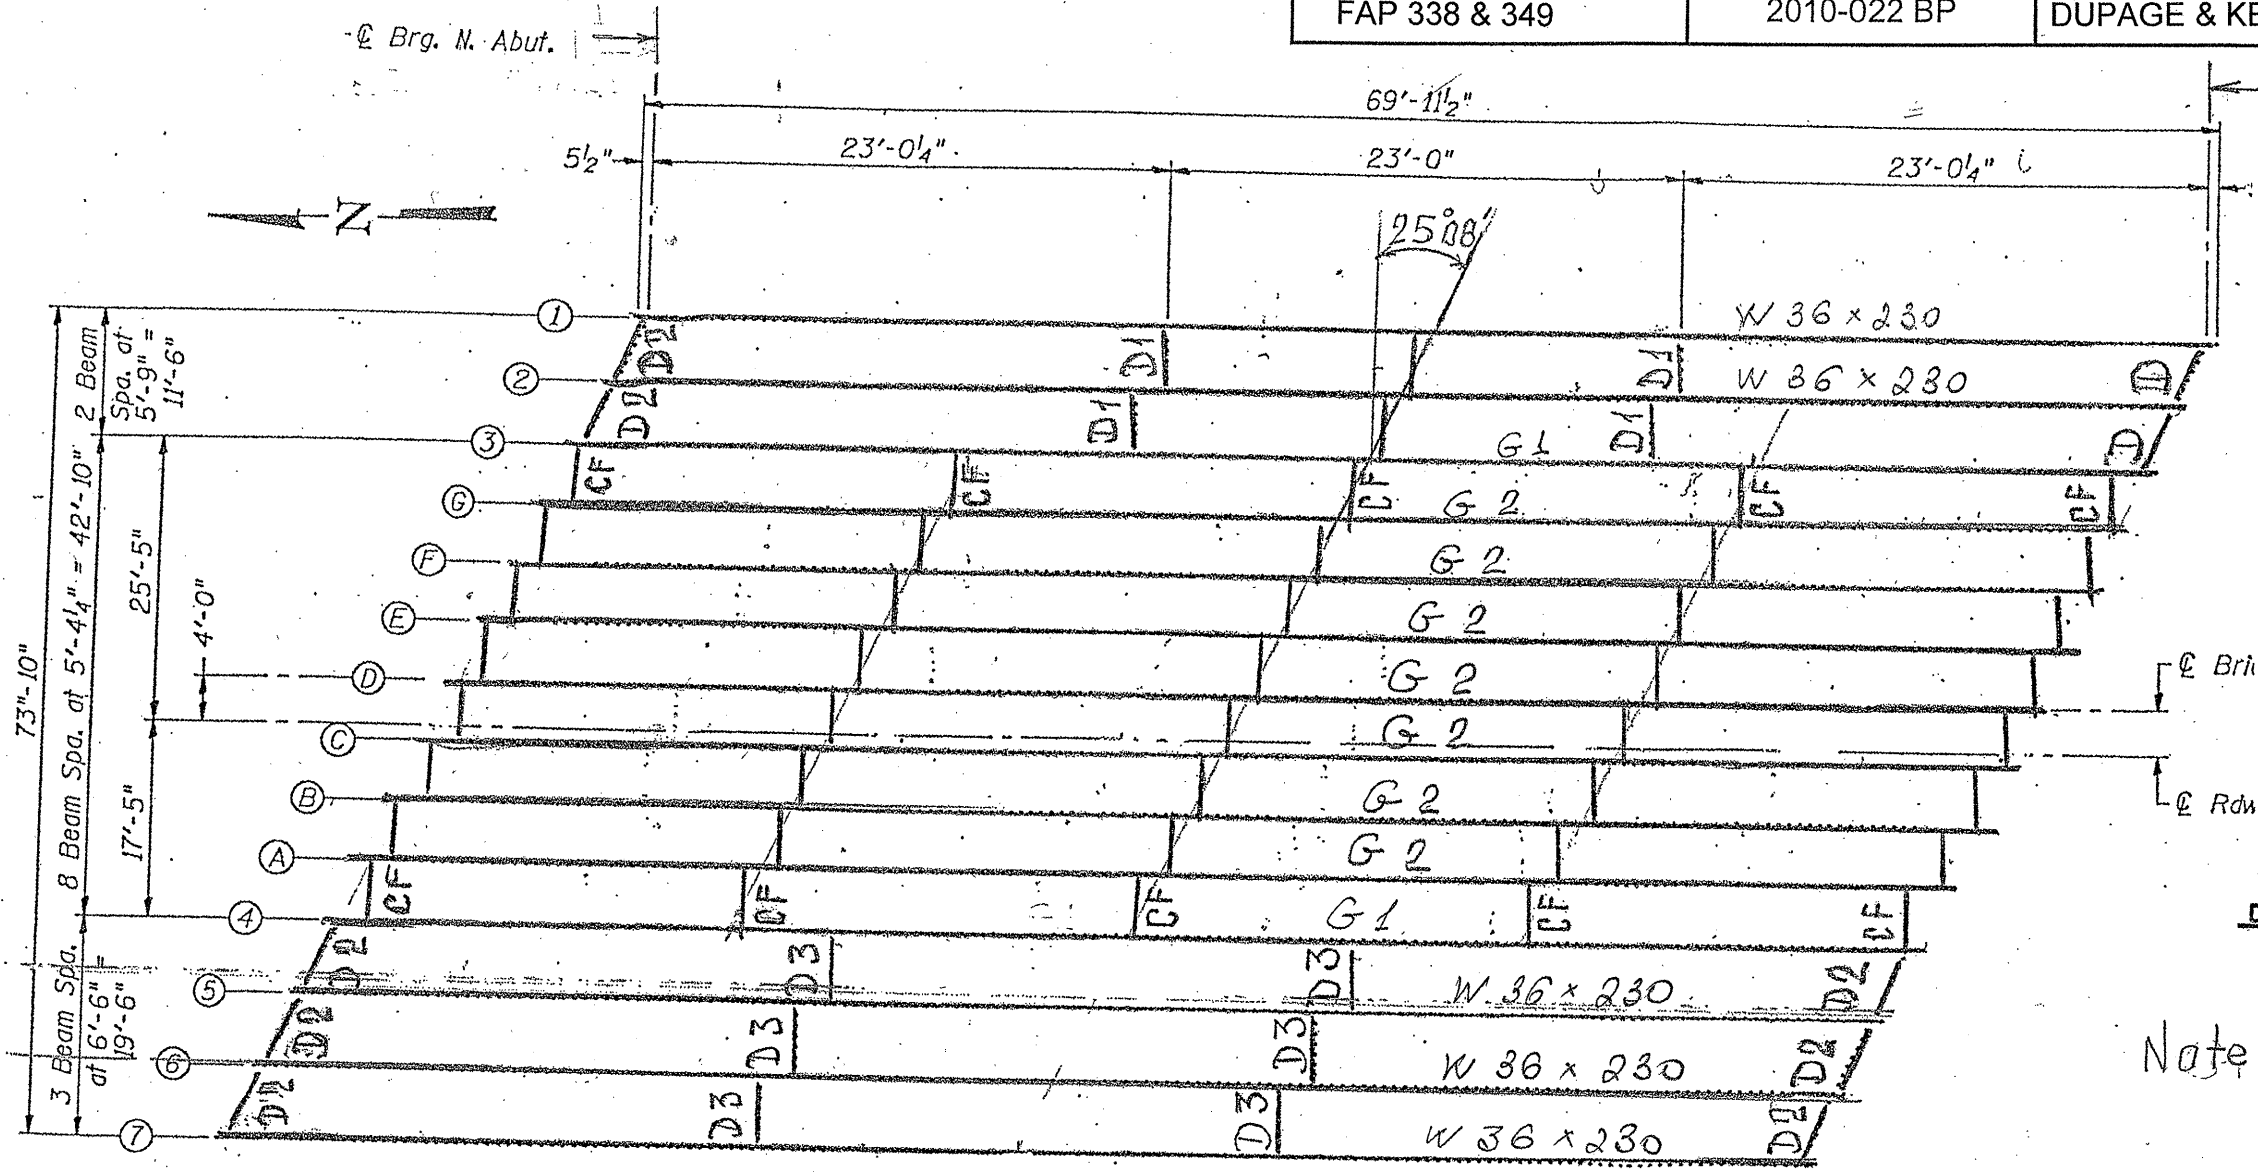 FAP 338 & 349
2010-022 BP
DUPAGE &
℄ Brg. N. Abut.
69'-11½"
5½"
23'-0¼"
23'-0"
23'-0¼"
N
25°08'
1
W 36 x 230
2 Beam
Spa. at
5'-9" =
11'-6"
D2
D1
D1
D
2
W 36 x 230
D2
D1
D1
D
3
G1
CF
CF
CF
CF
CF
G
G 2
F
G 2
E
G 2
D
G 2
C
G 2
B
G 2
A
G 2
CF
CF
CF
CF
CF
4
G1
73"-10"
8 Beam Spa. at 5'-4¼" = 42'-10"
25'-5"
4'-0"
17'-5"
℄
℄
D2
D3
D3
D2
5
W 36 x 230
3 Beam Spa.
at 6'-6" =
19'-6"
D2
D3
D3
D2
6
W 36 x 230
D2
D3
D3
D2
7
W 36 x 230
Note